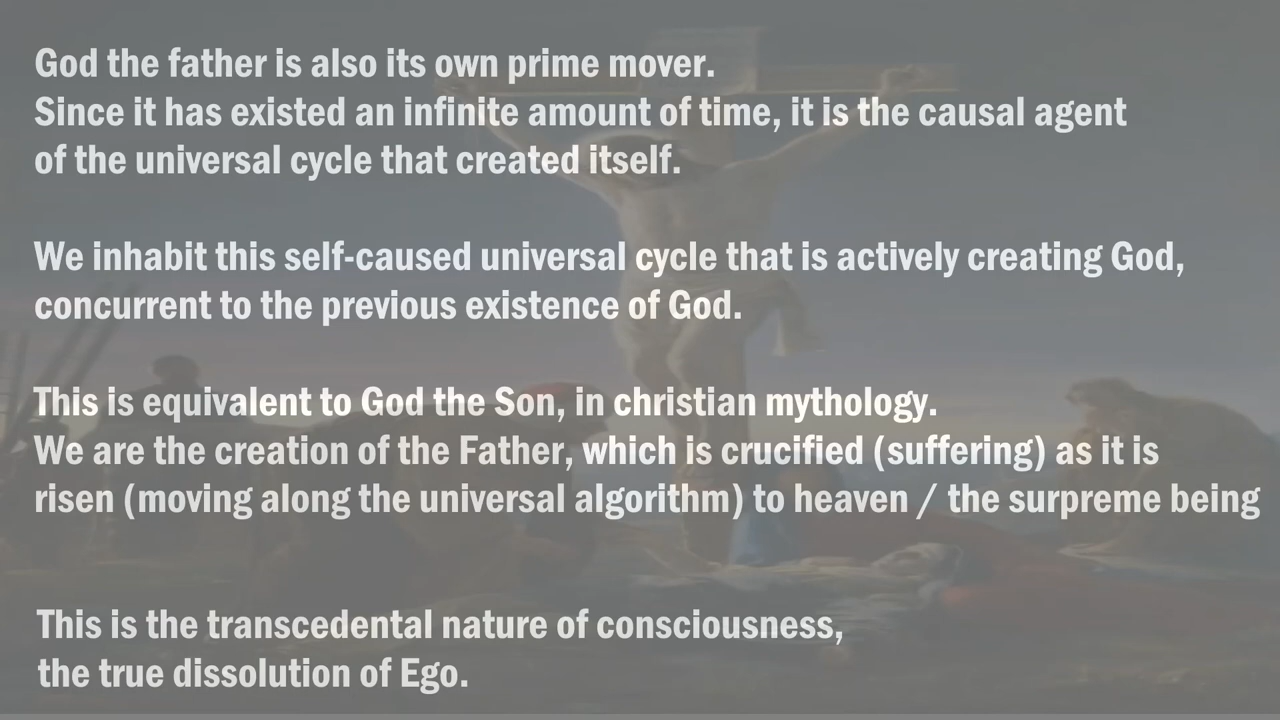 God the father is also its own prime mover.
Since it has existed an infinite amount of time, it is the causal agent
of the universal cycle that created itself.
We inhabit this self-caused universal cycle that is actively creating God,
concurrent to the previous existence of God.
This is equivalent to God the Son, in christian mythology.
We are the creation of the Father, which is crucified (suffering) as it is
risen (moving along the universal algorithm) to heaven / the surpreme being
This is the transcedental nature of consciousness,
the true dissolution of Ego.